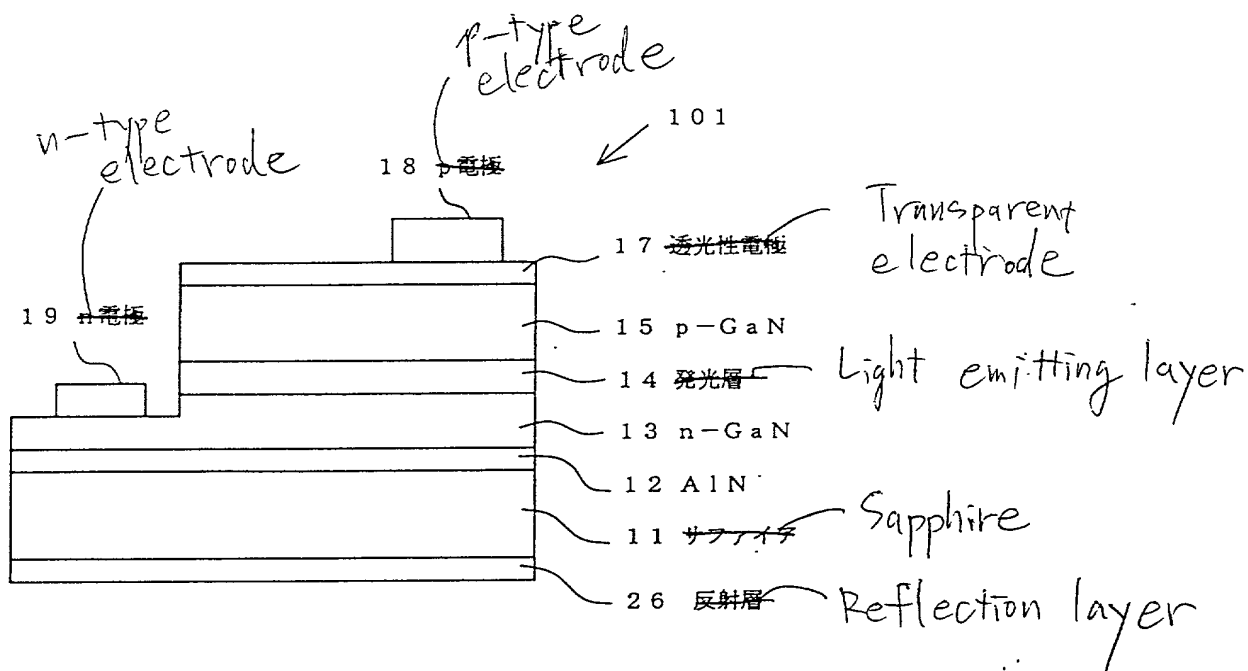 p-type
electrode
n-type
electrode
101
18 p電極
Transparent
electrode
17 透光性電極
19 n電極
15 p-GaN
14 発光層
Light emitting layer
13 n-GaN
12 AlN
11 サファイア
Sapphire
26 反射層
Reflection layer